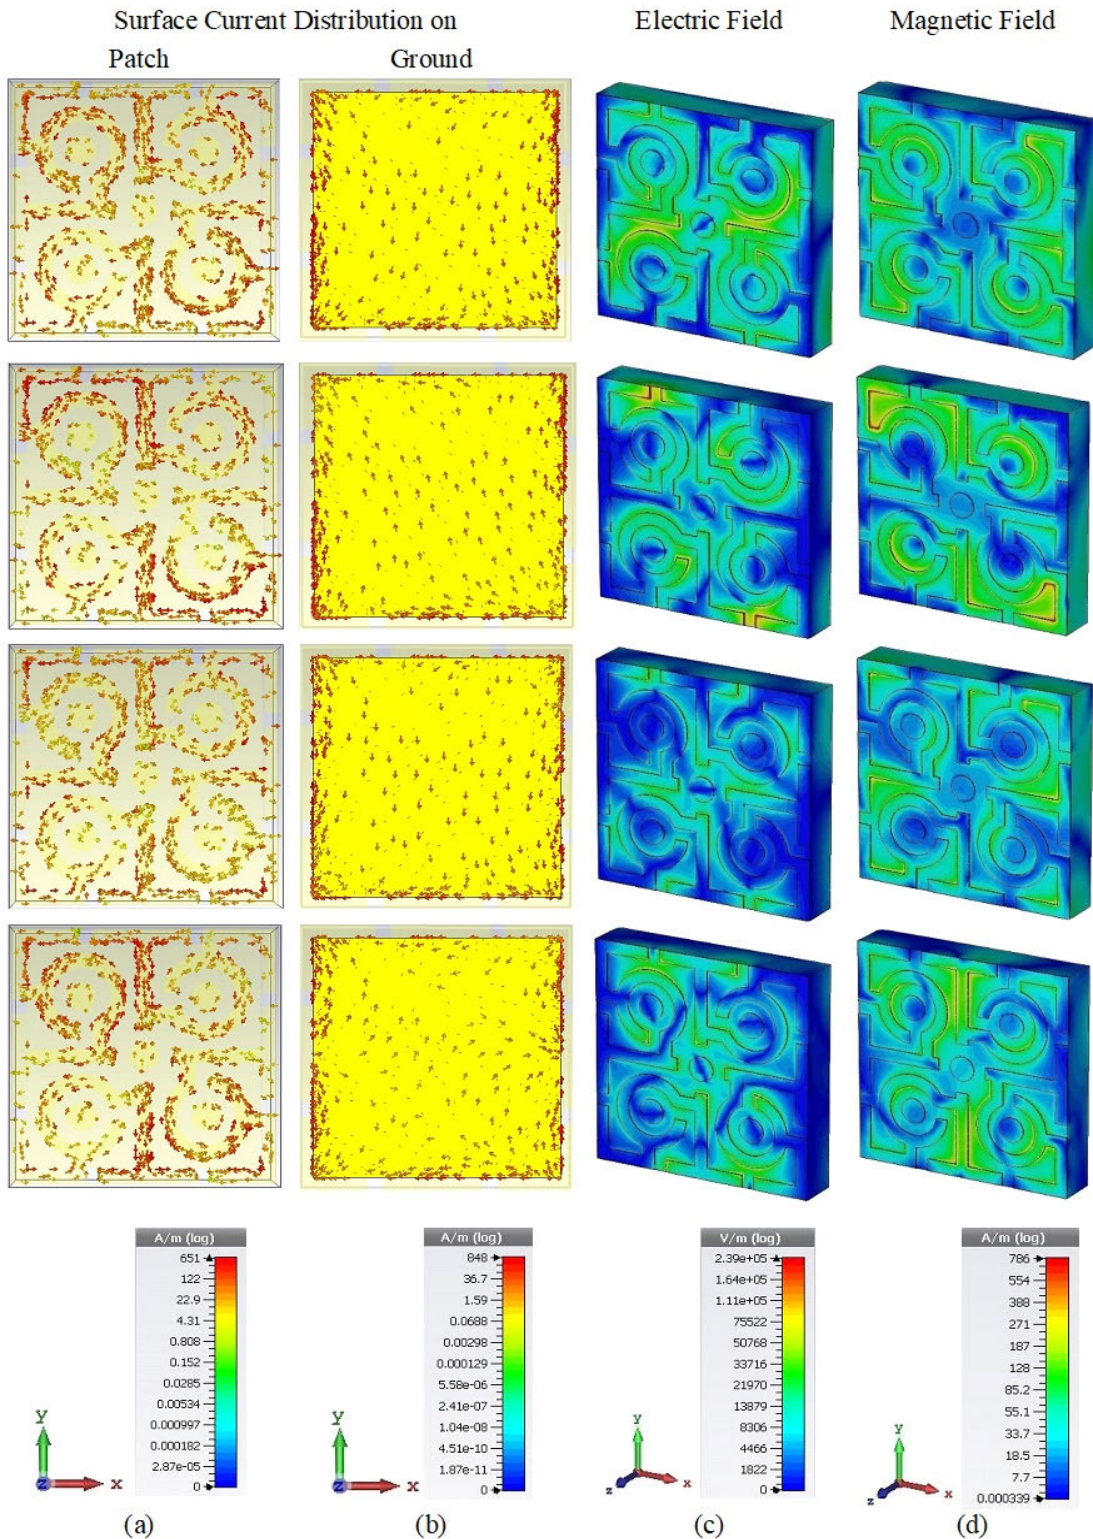 Surface Current Distribution on
Electric Field
Magnetic Field
Patch
Ground
A/m (log)
651
122
22.9
4.31
0.808
0.152
0.0285
0.00534
0.000997
0.000182
2.87e-05
0
y
z
x
A/m (log)
848
36.7
1.59
0.0688
0.00298
0.000129
5.58e-06
2.41e-07
1.04e-08
4.51e-10
1.87e-11
0
y
z
x
V/m (log)
2.39e+05
1.64e+05
1.11e+05
75522
50768
33716
21970
13879
8306
4466
1822
0
y
z
x
A/m (log)
786
554
388
271
187
128
85.2
55.1
33.7
18.5
7.7
0.000339
y
z
x
(a)
(b)
(c)
(d)